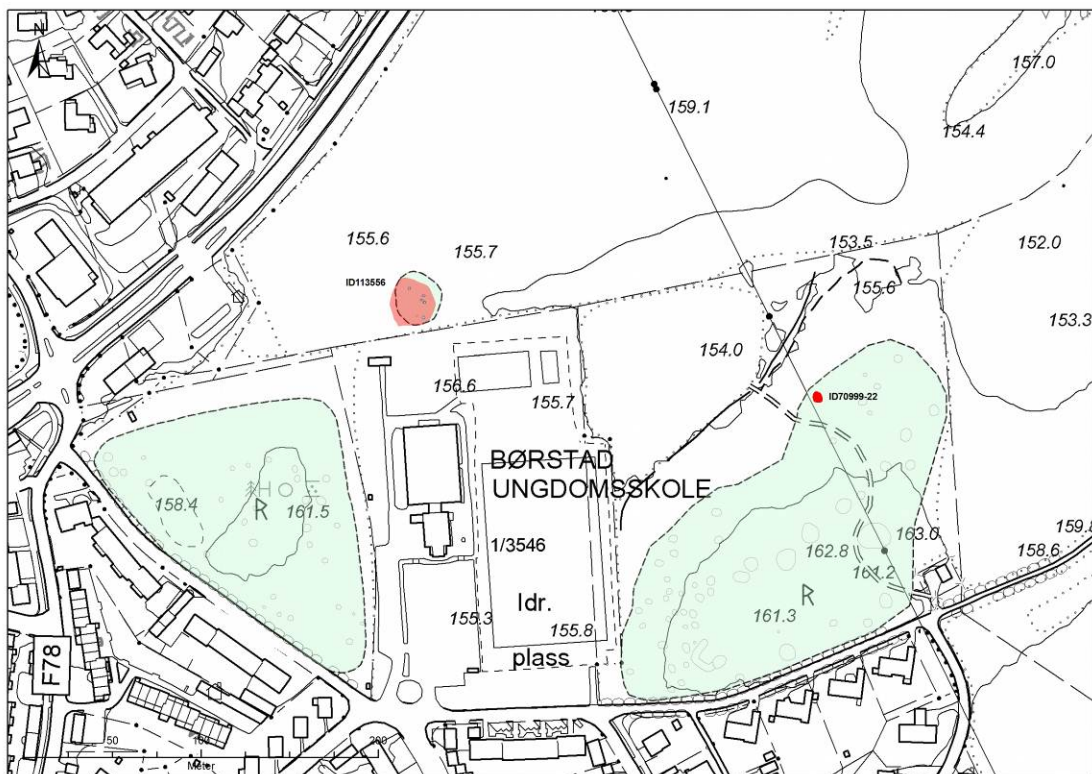 N
157.0
159.1
154.4
155.6
155.7
153.5
152.0
ID113556
155.6
153.3
154.0
156.6
155.7
ID70999-22
BØRSTAD
UNGDOMSSKOLE
158.4
R
161.5
163.0
159.8
1/3546
162.8
158.6
161.2
Idr.
R
155.3
155.8
161.3
plass
F78
50
200
Meter